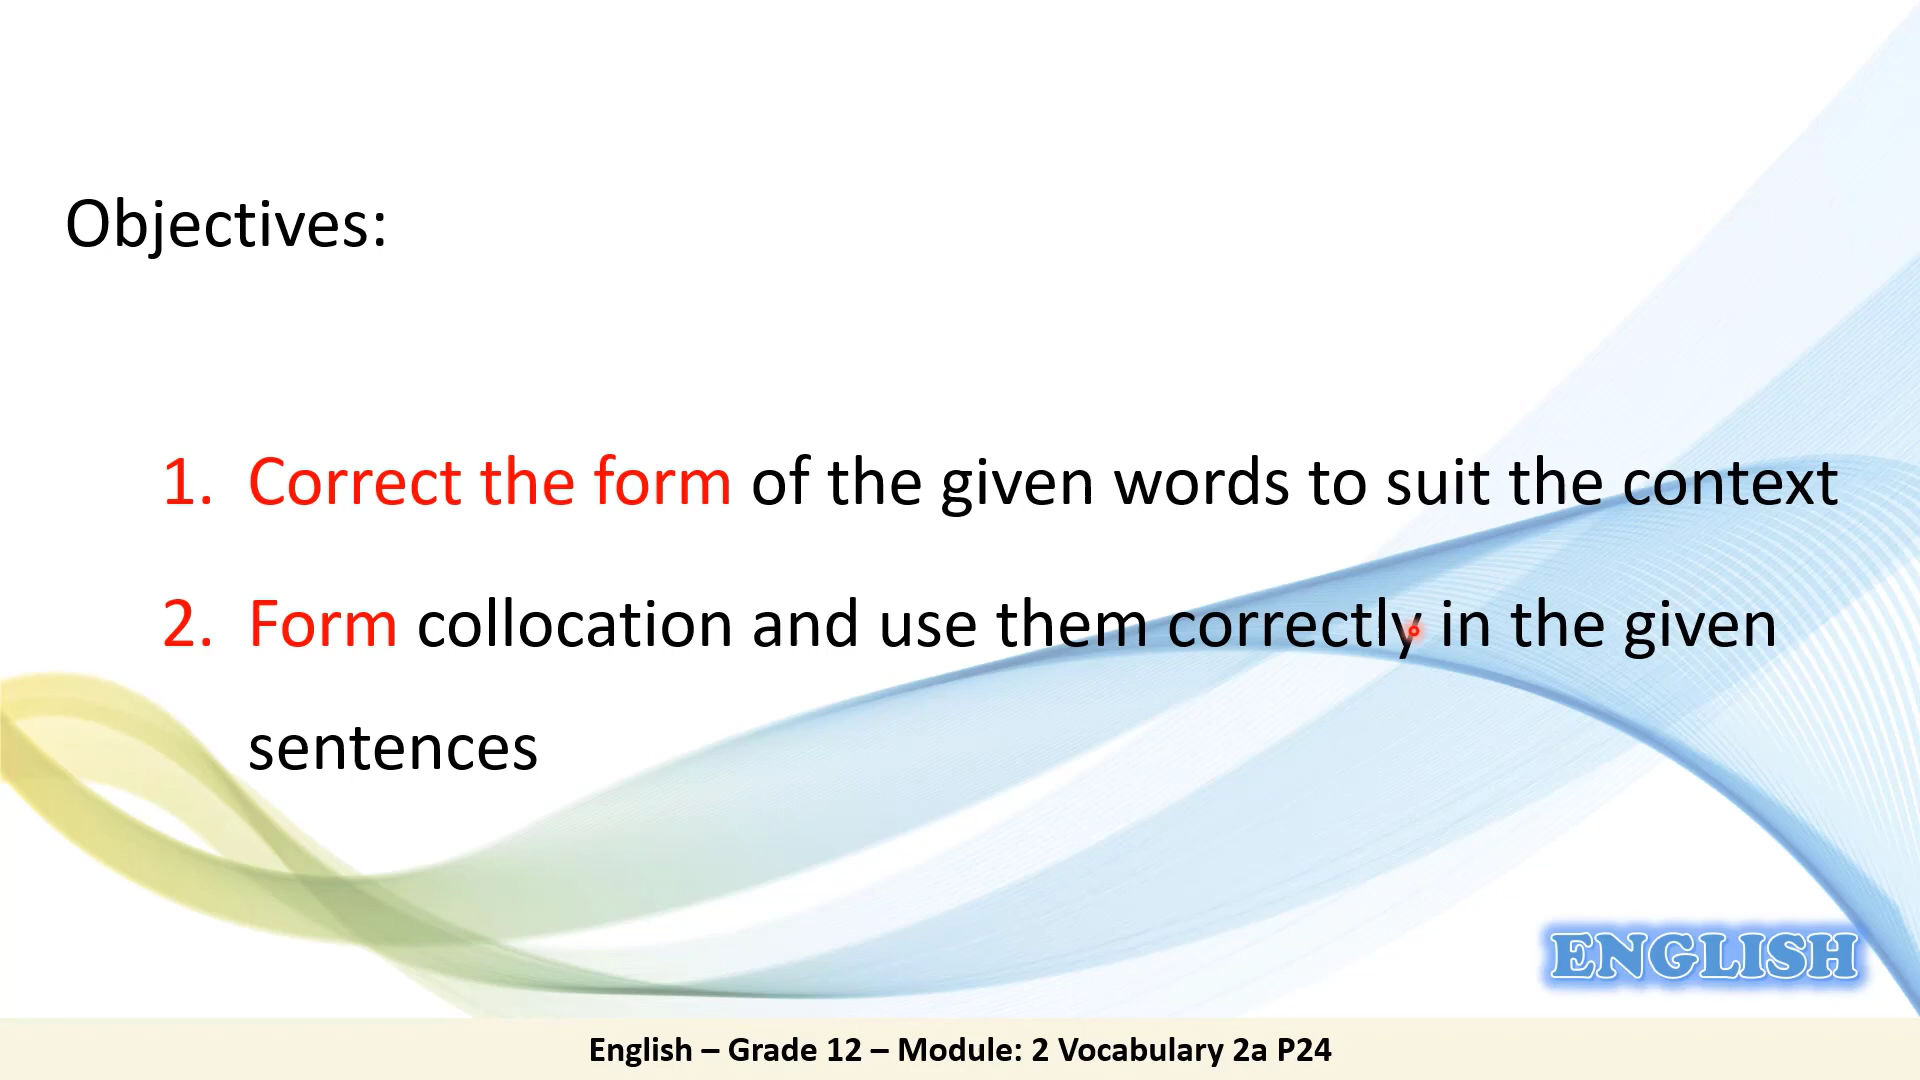 Objectives:
1. Correct the form of the given words to suit the context
2. Form collocation and use them correctly in the given
sentences
ENGLISH
English – Grade 12 – Module: 2 Vocabulary 2a P24